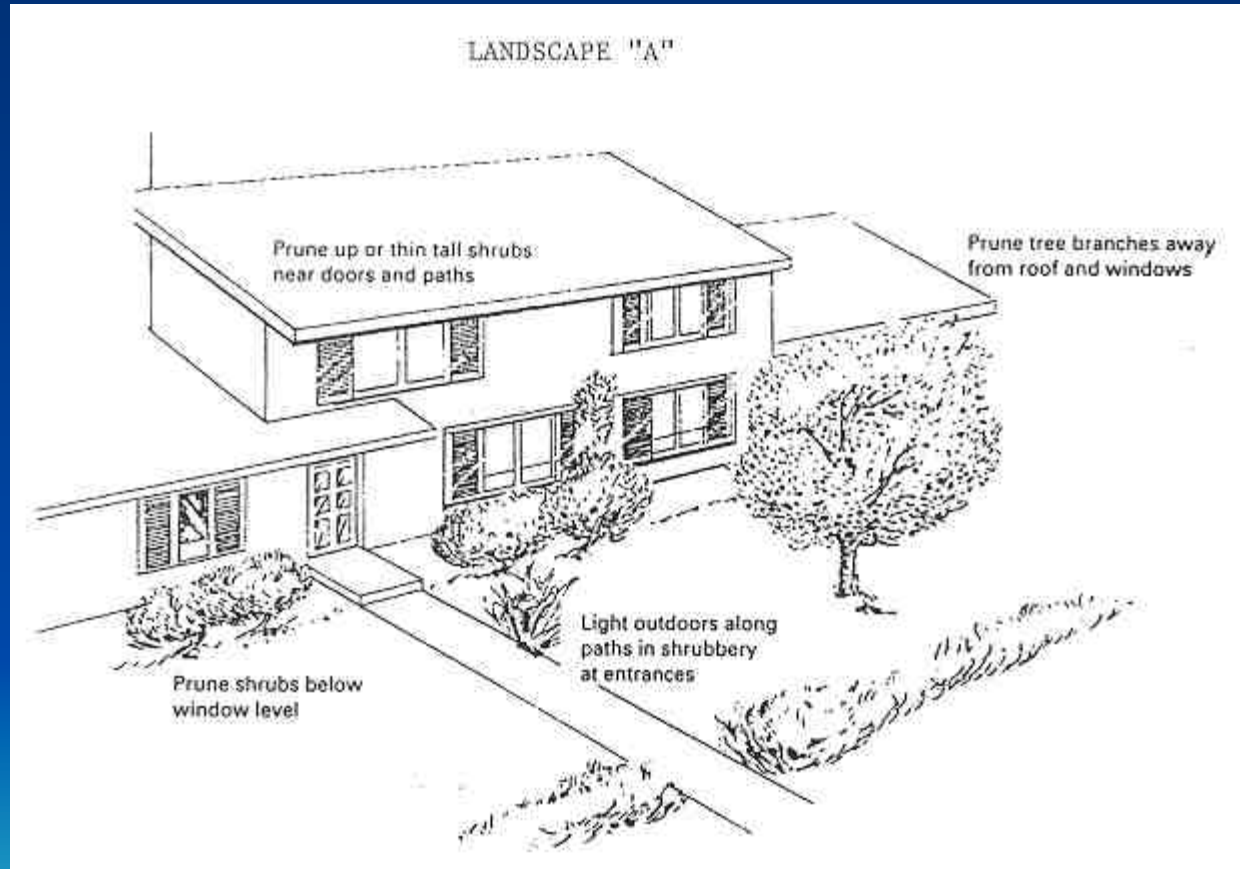 LANDSCAPE "A"
Prune up or thin tall shrubs
near doors and paths
Prune tree branches away
from roof and windows
Light outdoors along
paths in shrubbery
at entrances
Prune shrubs below
window level